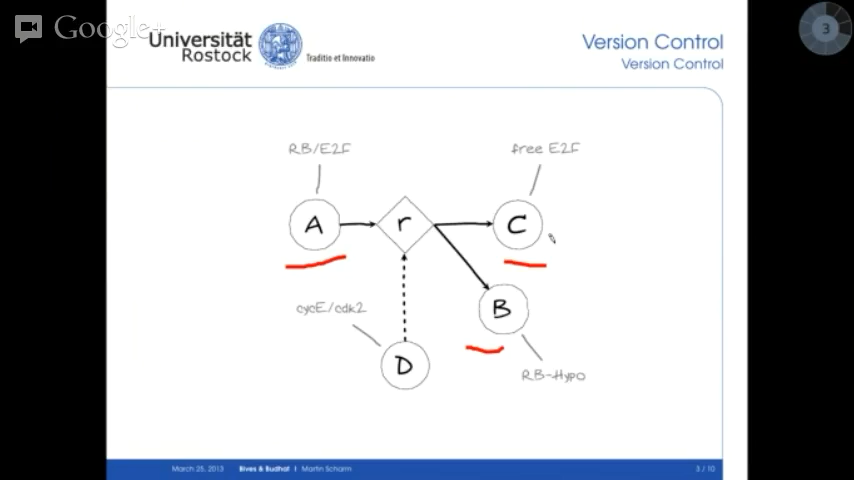 Google+
3
Universität
Rostock
Traditio et Innovatio
Version Control
Version Control
RB/E2F
free E2F
A
r
C
cycE/cdk2
B
D
RB-Hypo
March 25, 2013 Bives & Budhat | Martin Scharm 3 / 10